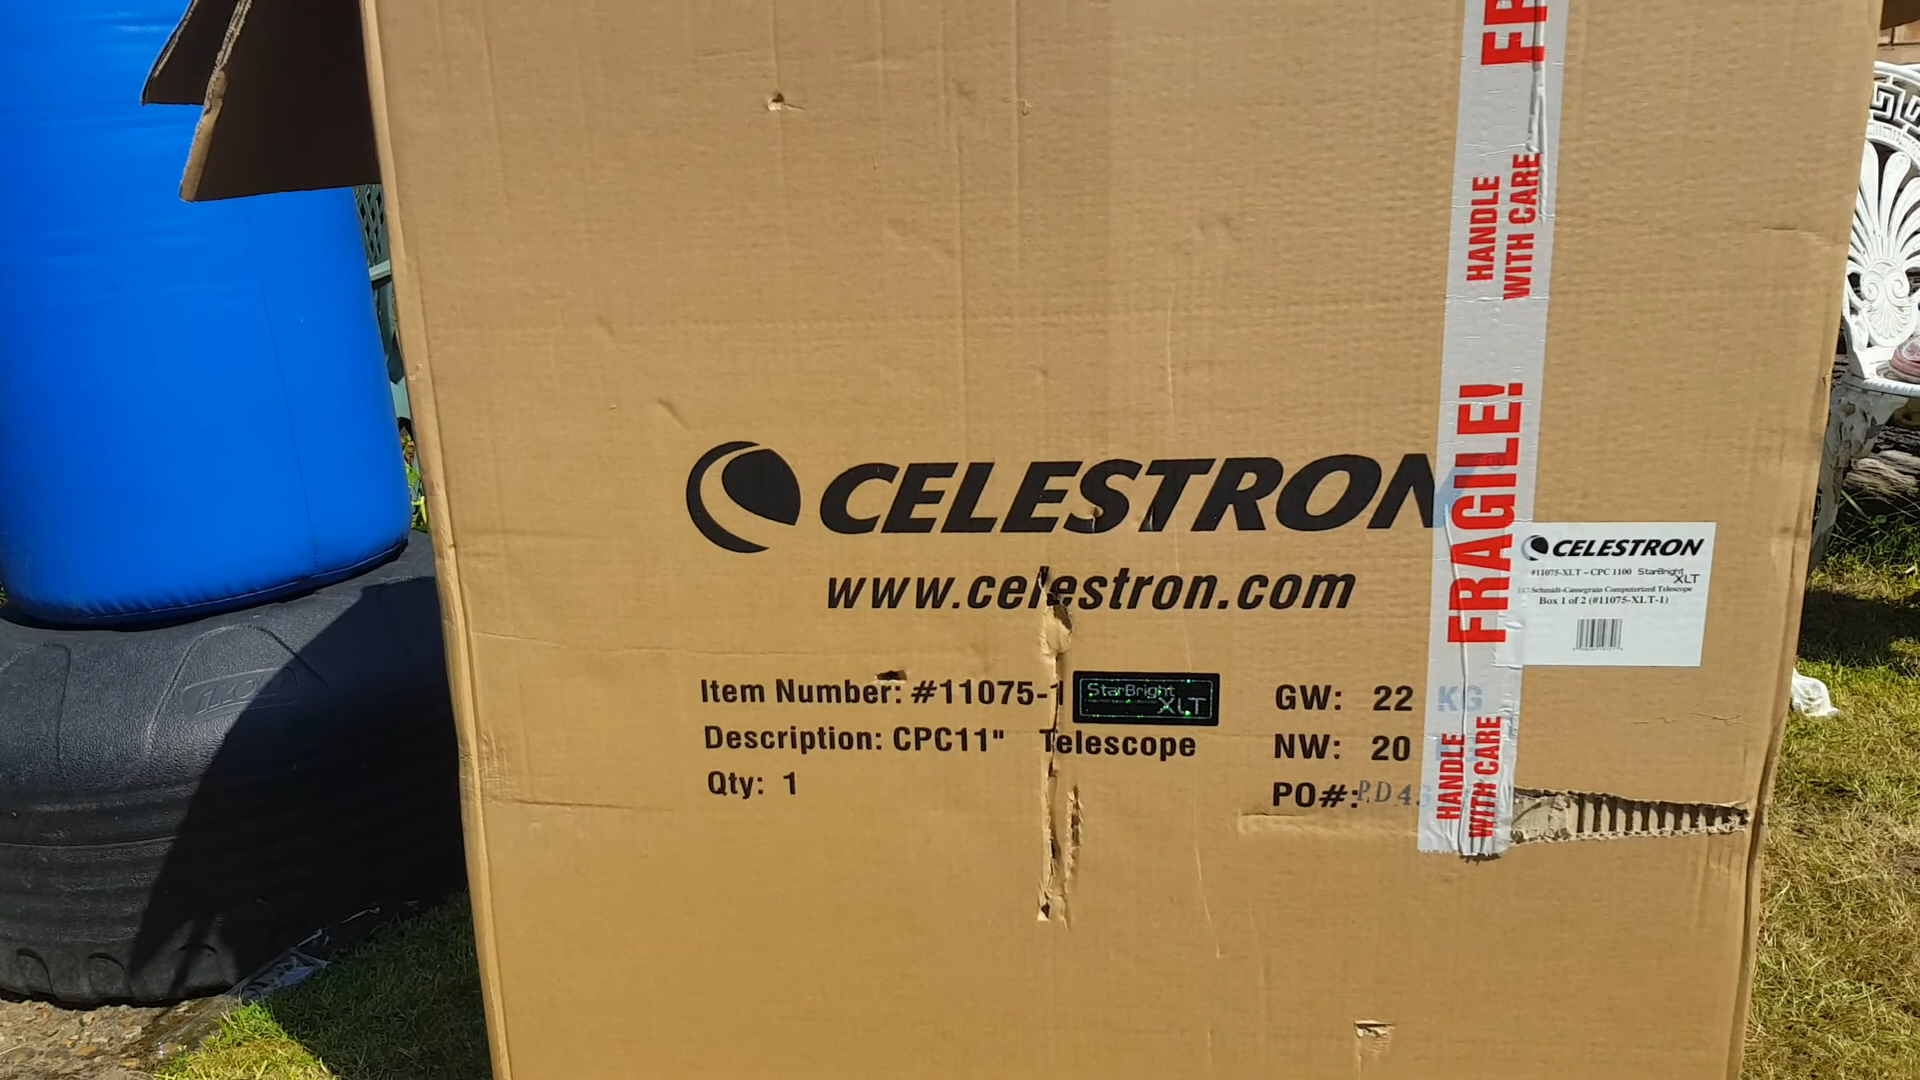 FR
HANDLE
WITH CARE
FRAGILE!
CELESTRON
www.celestron.com
CELESTRON
#11075-XLT - CPC 1100 StarBright XLT
Schmidt-Cassegrain Computerized Telescope
Box 1 of 2 (#11075-XLT-1)
Item Number: #11075-1
StarBright
XLT
GW: 22 KG
Description: CPC11" Telescope
NW: 20
Qty: 1
PO#: P.D 4
HANDLE
WITH CARE